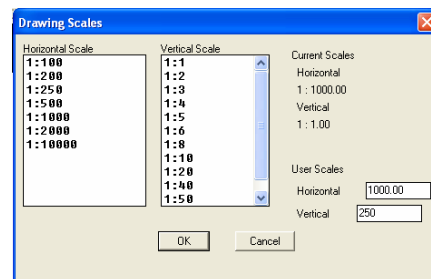 Drawing Scales
Horizontal Scale
1:100
1:200
1:250
1:500
1:1000
1:2000
1:10000
Vertical Scale
1:1
1:2
1:3
1:4
1:5
1:6
1:8
1:10
1:20
1:40
1:50
Current Scales
Horizontal
1 : 1000.00
Vertical
1 : 1.00
User Scales
Horizontal 1000.00
Vertical 250
OK Cancel